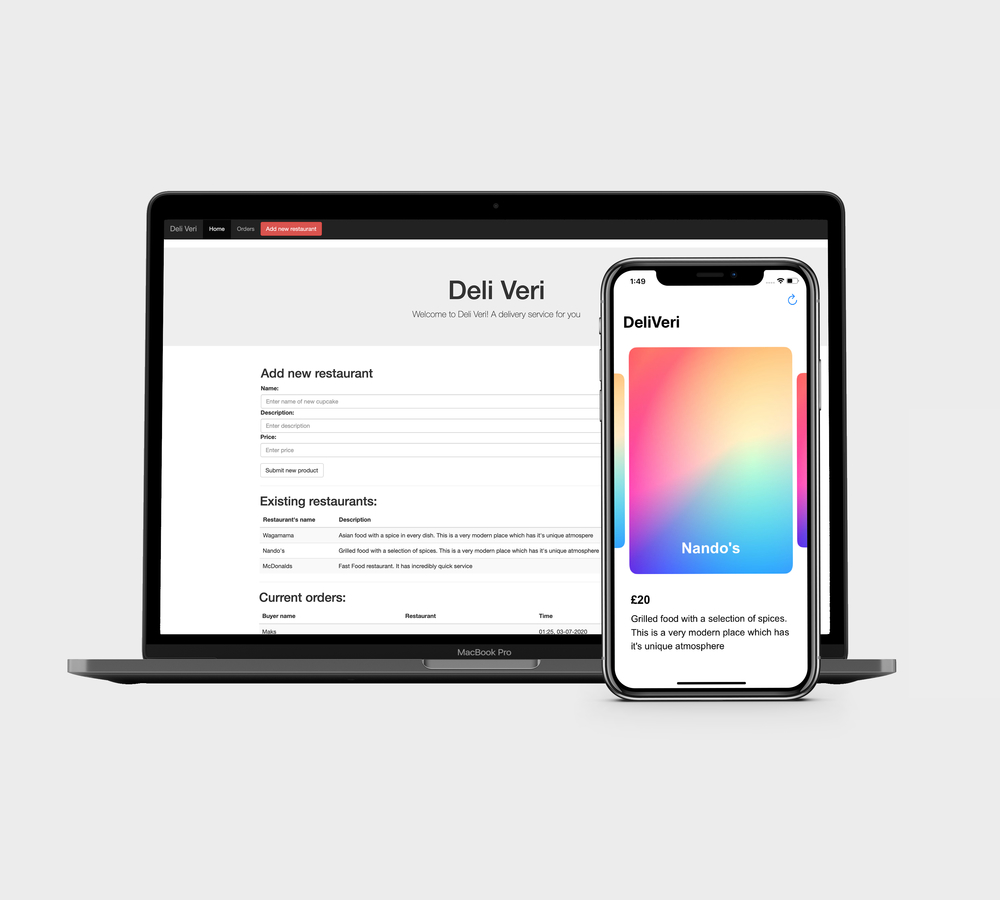 Deli Veri Home Orders Add new restaurant
Deli Veri
Welcome to Deli Veri! A delivery service for you
Add new restaurant
Name:
Enter name of new cupcake
Description:
Enter description
Price:
Enter price
Submit new product
Existing restaurants:
Restaurant's name Description
Wagamama Asian food with a spice in every dish. This is a very modern place which has it's unique atmospere
Nando's Grilled food with a selection of spices. This is a very modern place which has it's unique atmosphere
McDonalds Fast Food restaurant. It has incredibly quick service
Current orders:
Buyer name Restaurant Time
Maks 01:25, 03-07-2020
MacBook Pro
1:49
DeliVeri
Nando's
£20
Grilled food with a selection of spices.
This is a very modern place which has
it's unique atmosphere